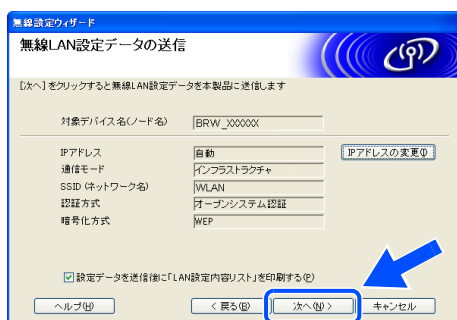 無線設定ウィザード
無線LAN設定データの送信
[次へ] をクリックすると無線LAN設定データを本製品に送信します
対象デバイス名(ノード名) BRW_XXXXXX
IPアドレス 自動 IPアドレスの変更(I)
通信モード インフラストラクチャ
SSID (ネットワーク名) WLAN
認証方式 オープンシステム認証
暗号化方式 WEP
設定データを送信後に「LAN設定内容リスト」を印刷する(P)
ヘルプ(H) < 戻る(B) 次へ(N) > キャンセル